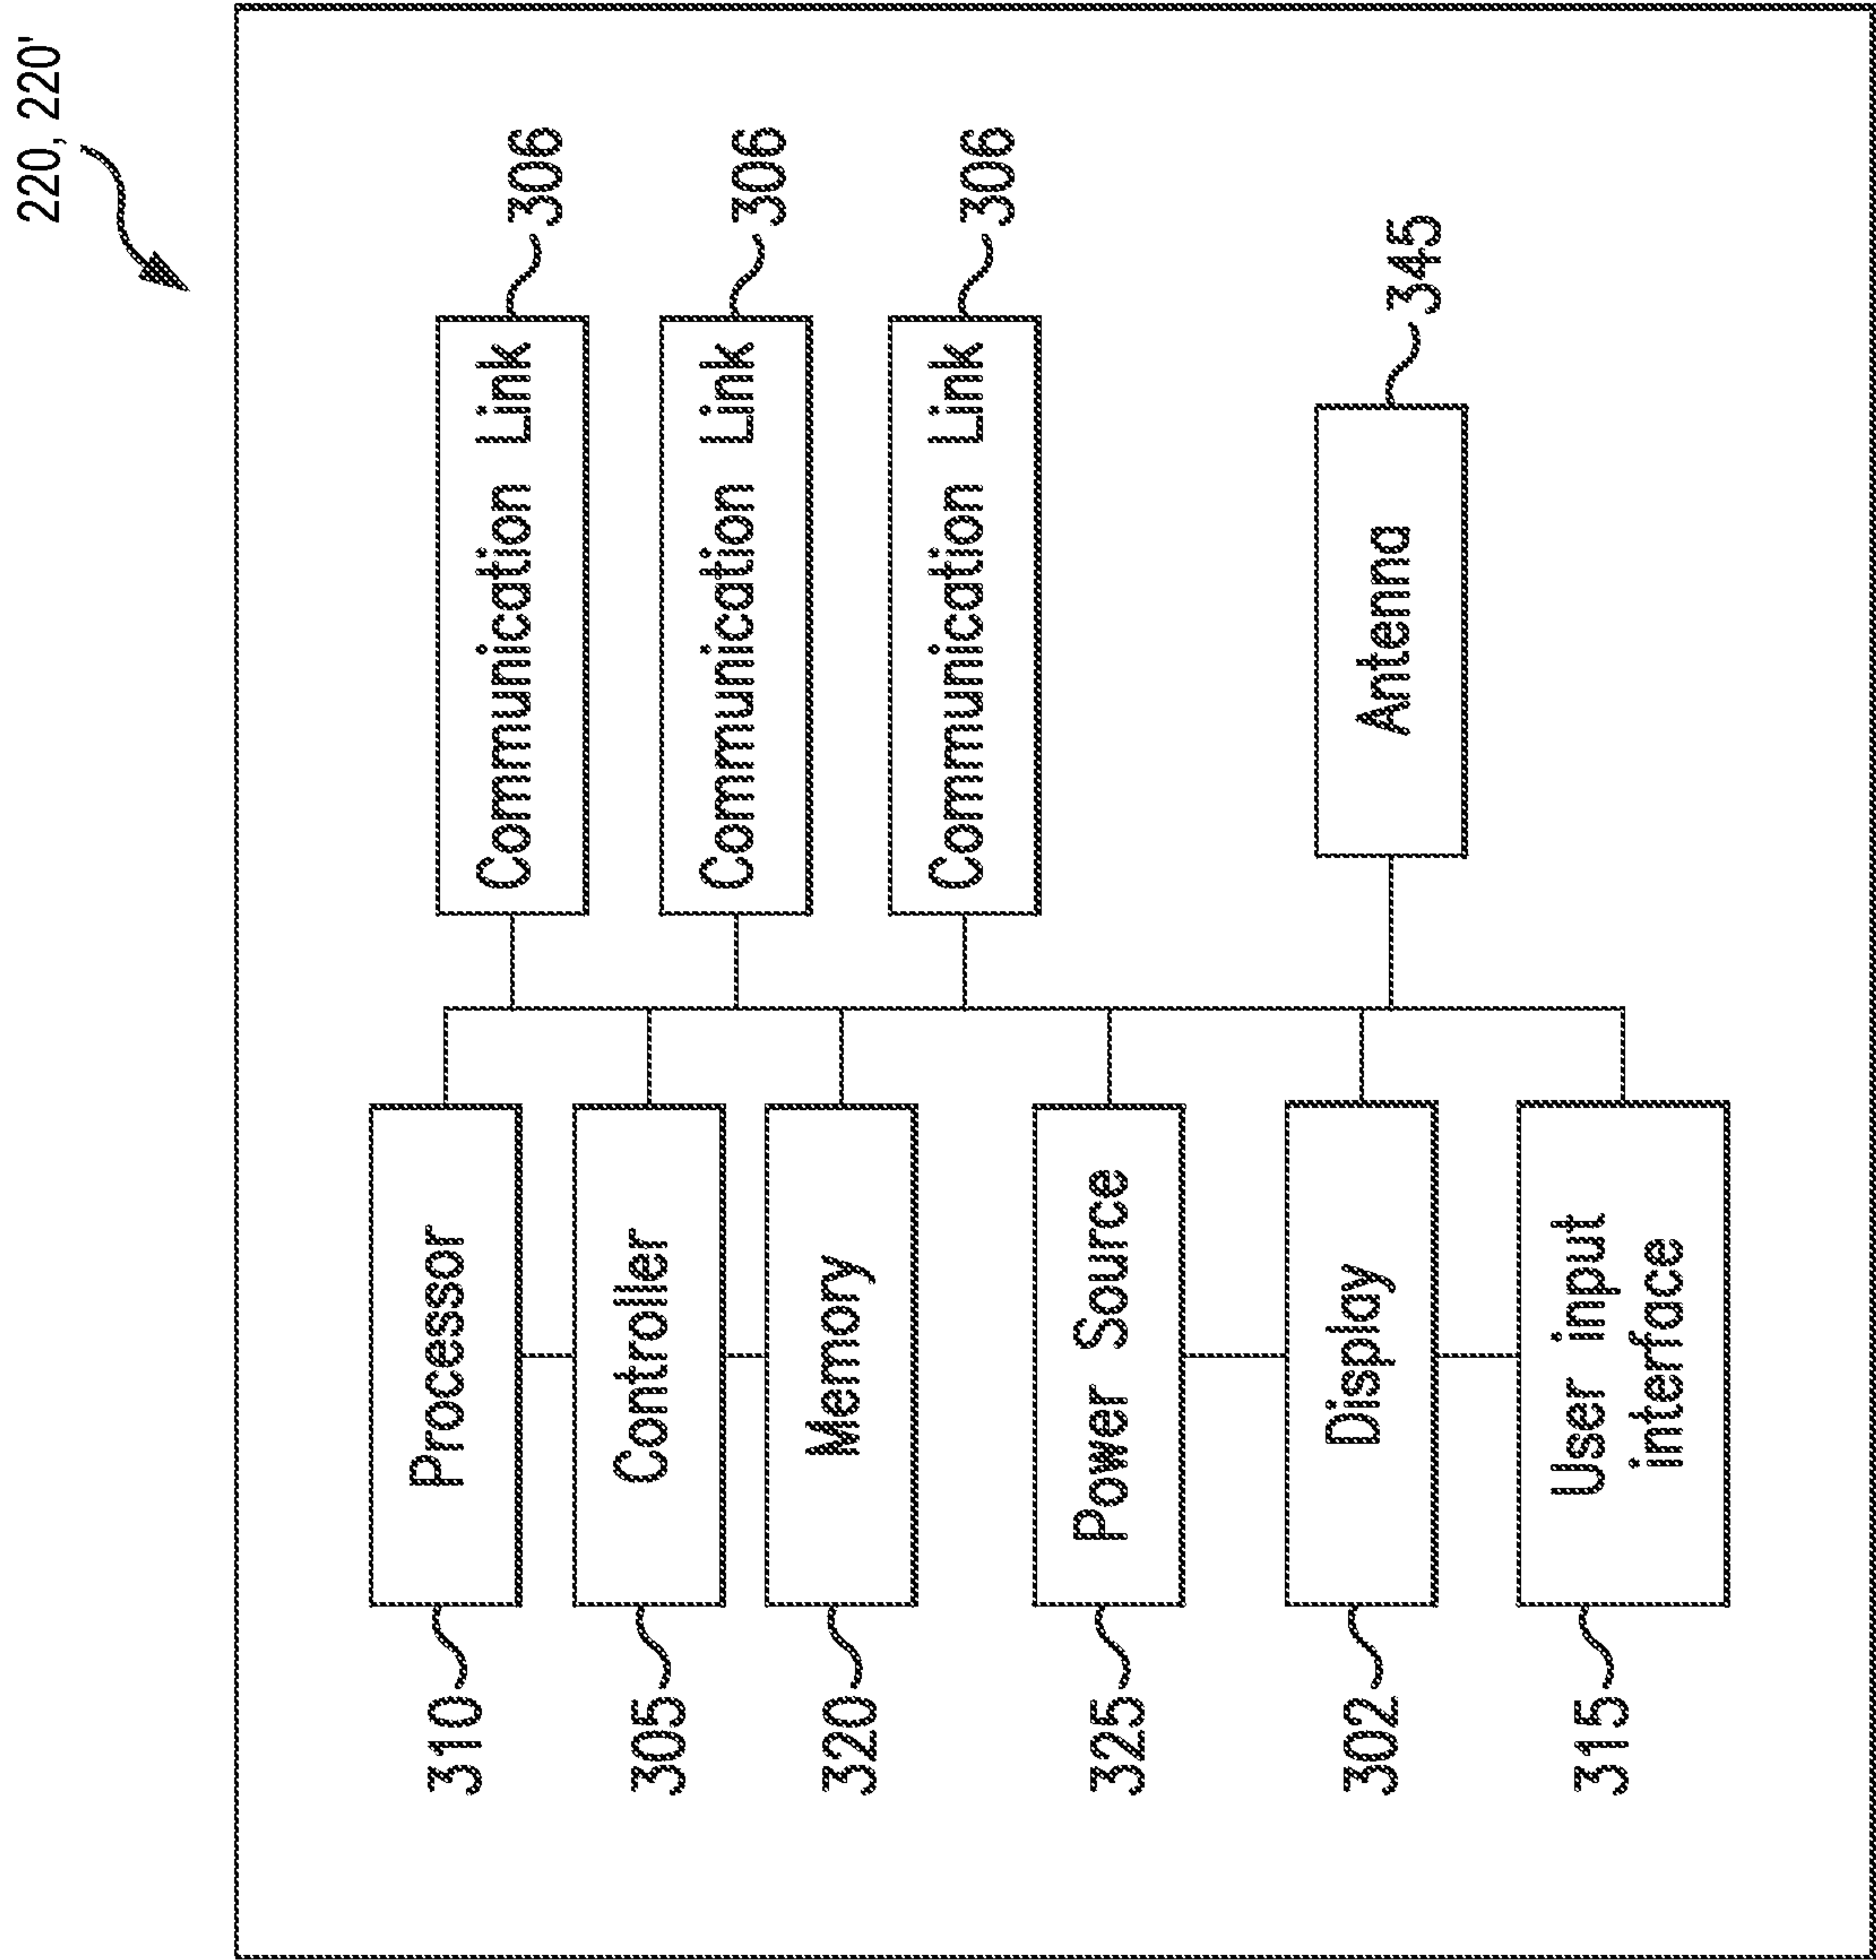 220, 220'
Communication Link
306
Communication Link
306
Communication Link
306
Antenna
345
310
Processor
305
Controller
320
Memory
325
Power Source
302
Display
315
User input
interface